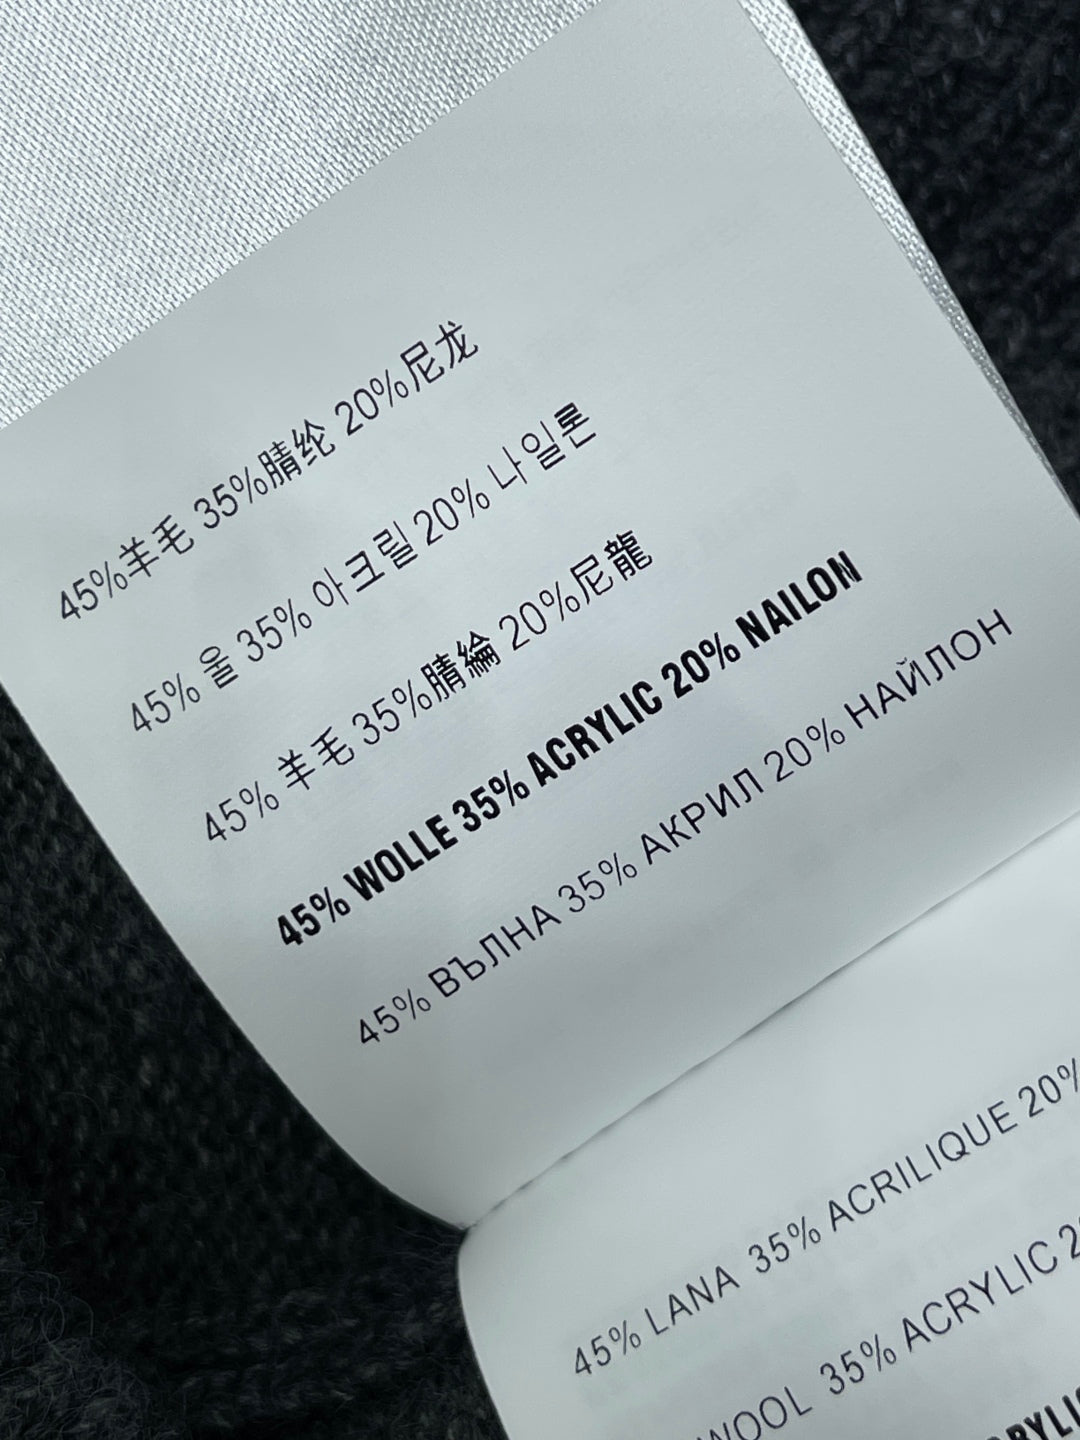 45%羊毛 35%腈纶 20%尼龙
45% 울 35% 아크릴 20% 나일론
45% 羊毛 35%腈綸 20%尼龍
45% WOLLE 35% ACRYLIC 20% NAILON
45% ВЪЛНА 35% АКРИЛ 20% НАЙЛОН
45% LANA 35% ACRILIQUE 20%
WOOL 35% ACRYLIC